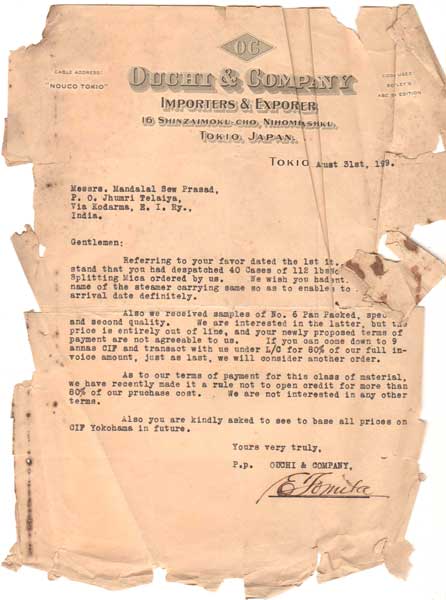 OC
CABLE ADDRESS:
"NOUCO TOKIO"
CODE USED
BENTLEY'S
ABC 5TH EDITION
OUCHI & COMPANY
IMPORTERS & EXPORER
16 SHINZAIMOKU-CHO, NIHOMBASHKU,
TOKIO, JAPAN.
TOKIO August 31st, 199.
Messrs. Mandalal Sew Prasad,
P. O. Jhumri Telaiya,
Via Kodarma, E. I. Ry.,
India.
Gentlemen:
Referring to your favor dated the 1st i
stand that you had despatched 40 Cases of 112 lbs
Splitting Mica ordered by us. We wish you had
name of the steamer carrying same so as to enable
arrival date definitely.
Also we received samples of No. 6 Pan Packed, spec
and second quality. We are interested in the latter, but the
price is entirely out of line, and your newly proposed terms of
payment are not agreeable to us. If you can come down to 9
annas CIF and transact with us under L/C for 80% of our full in-
voice amount, just as last, we will consider another order.
As to our terms of payment for this class of material,
we have recently made it a rule not to open credit for more than
80% of our pruchase cost. We are not interested in any other
terms.
Also you are kindly asked to see to base all prices on
CIF Yokohama in future.
Yours very truly,
P.p. OUCHI & COMPANY,
E Tomita